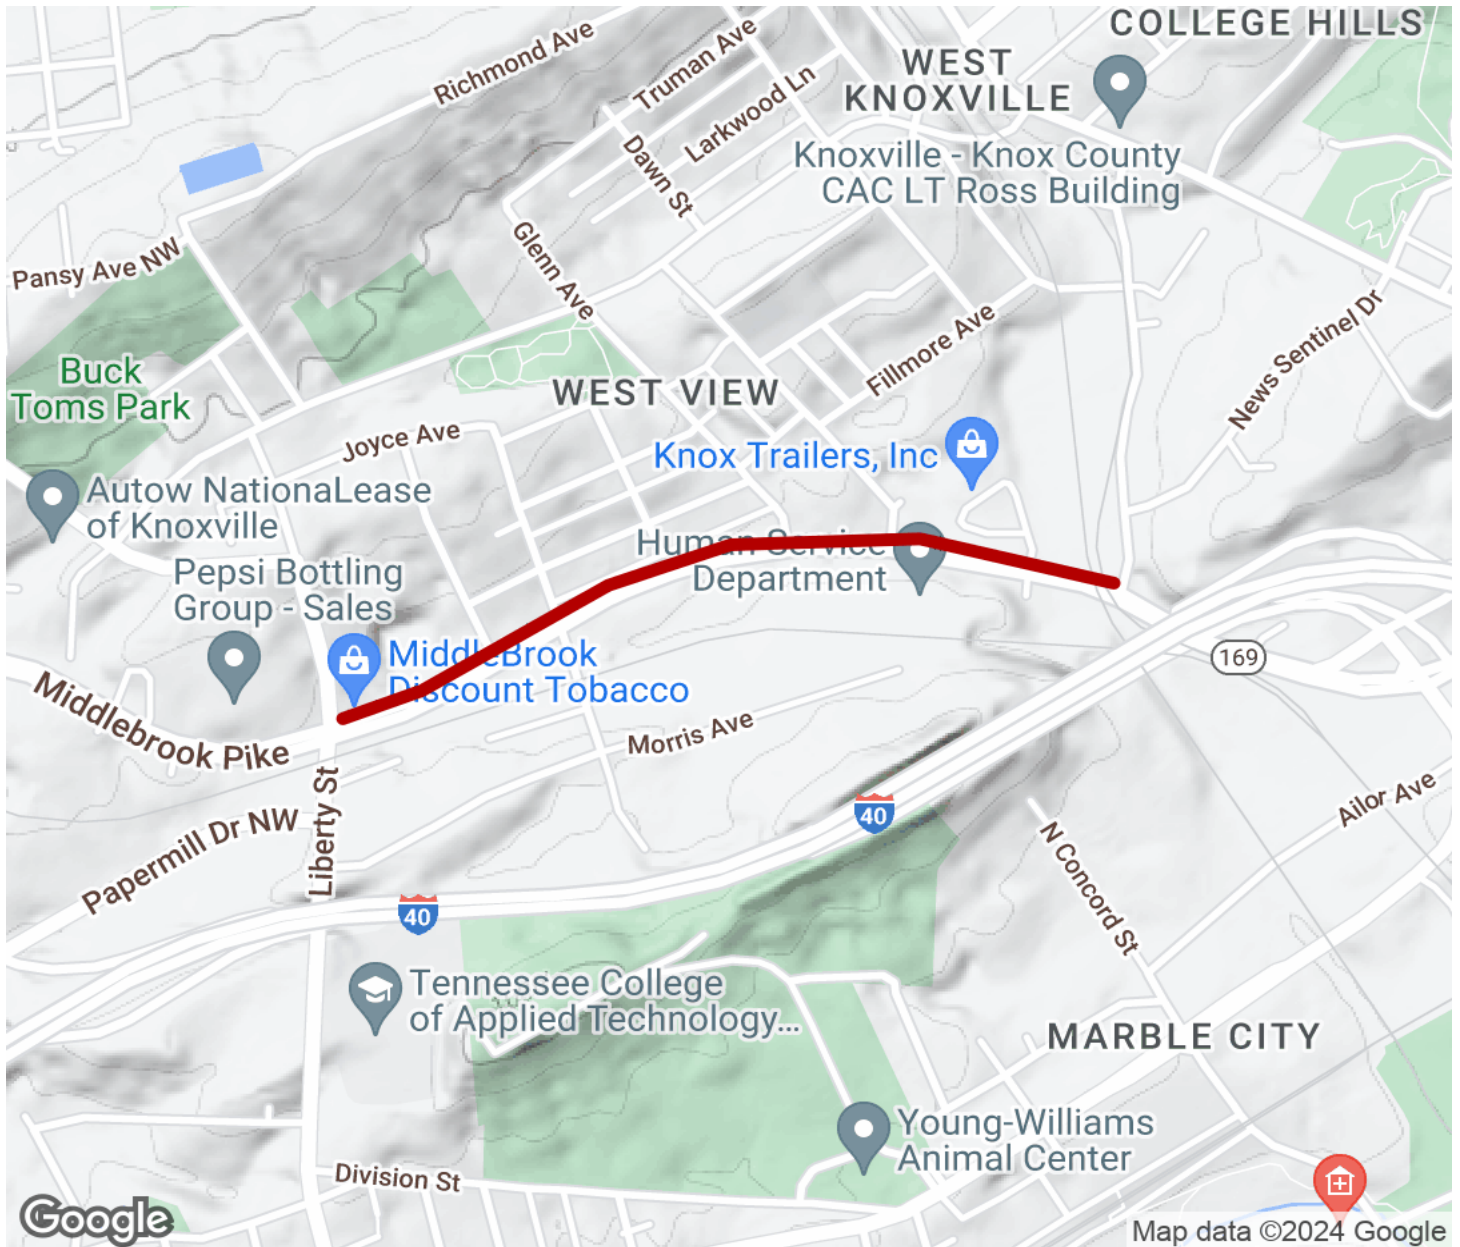 COLLEGE HILLS
Richmond Ave
Truman Ave
WEST
KNOXVILLE
Larkwood Ln
Dawn St
Knoxville - Knox County
CAC LT Ross Building
Pansy Ave NW
Glenn Ave
News Sentinel Dr
Fillmore Ave
Buck
Toms Park
WEST VIEW
Joyce Ave
Knox Trailers, Inc
Autow NationaLease
of Knoxville
Human Service
Department
Pepsi Bottling
Group - Sales
MiddleBrook
Discount Tobacco
169
Middlebrook Pike
Morris Ave
Liberty St
Papermill Dr NW
40
Ailor Ave
N Concord St
40
Tennessee College
of Applied Technology...
MARBLE CITY
Young-Williams
Animal Center
Division St
Google
Map data ©2024 Google